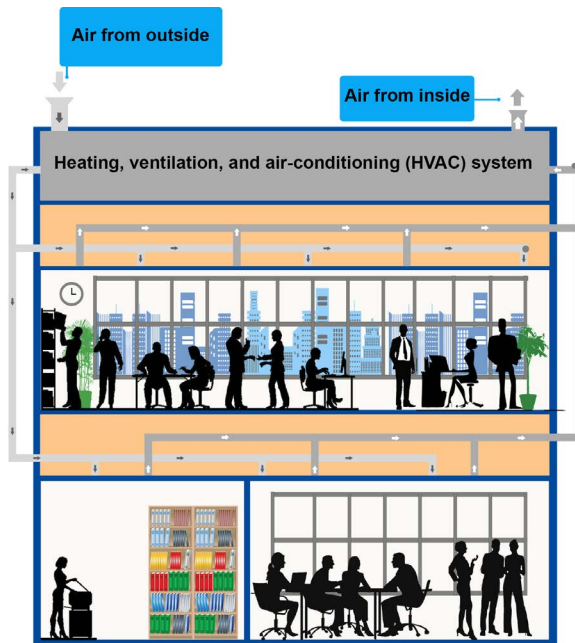 Air from outside
Air from inside
Heating, ventilation, and air-conditioning (HVAC) system